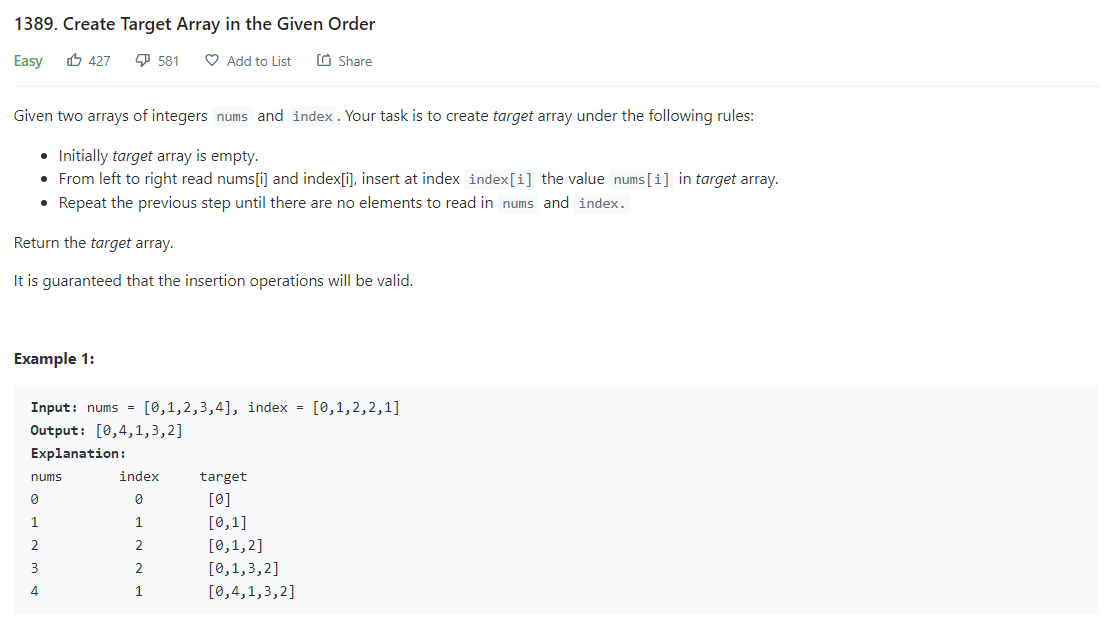 1389. Create Target Array in the Given Order
Easy 427 581 Add to List Share
Given two arrays of integers nums and index. Your task is to create target array under the following rules:
• Initially target array is empty.
• From left to right read nums[i] and index[i], insert at index index[i] the value nums[i] in target array.
• Repeat the previous step until there are no elements to read in nums and index.
Return the target array.
It is guaranteed that the insertion operations will be valid.
Example 1:
Input: nums = [0,1,2,3,4], index = [0,1,2,2,1]
Output: [0,4,1,3,2]
Explanation:
nums index target
0 0 [0]
1 1 [0,1]
2 2 [0,1,2]
3 2 [0,1,3,2]
4 1 [0,4,1,3,2]